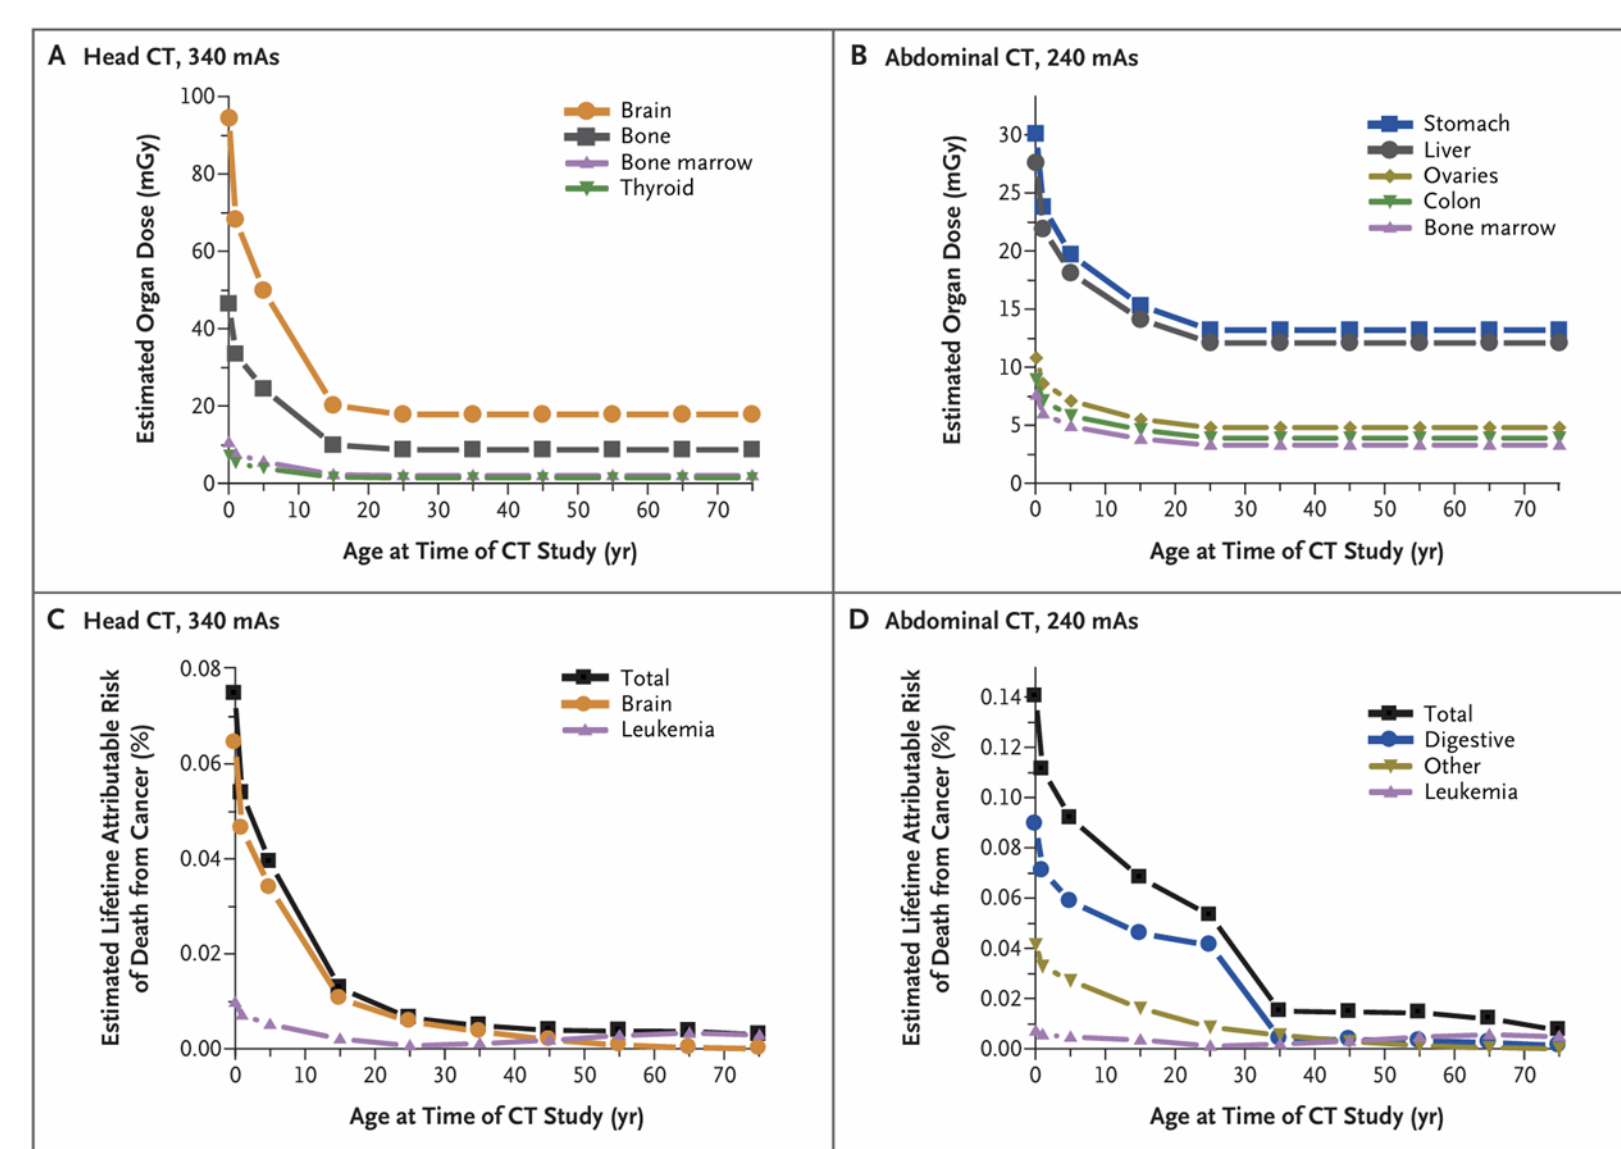 A Head CT, 340 mAs
Estimated Organ Dose (mGy)
100
80
60
40
20
0
Brain
Bone
Bone marrow
Thyroid
0 10 20 30 40 50 60 70
Age at Time of CT Study (yr)
B Abdominal CT, 240 mAs
Estimated Organ Dose (mGy)
30
25
20
15
10
5
0
Stomach
Liver
Ovaries
Colon
Bone marrow
0 10 20 30 40 50 60 70
Age at Time of CT Study (yr)
C Head CT, 340 mAs
Estimated Lifetime Attributable Risk
of Death from Cancer (%)
0.08
0.06
0.04
0.02
0.00
Total
Brain
Leukemia
0 10 20 30 40 50 60 70
Age at Time of CT Study (yr)
D Abdominal CT, 240 mAs
Estimated Lifetime Attributable Risk
of Death from Cancer (%)
0.14
0.12
0.10
0.08
0.06
0.04
0.02
0.00
Total
Digestive
Other
Leukemia
0 10 20 30 40 50 60 70
Age at Time of CT Study (yr)